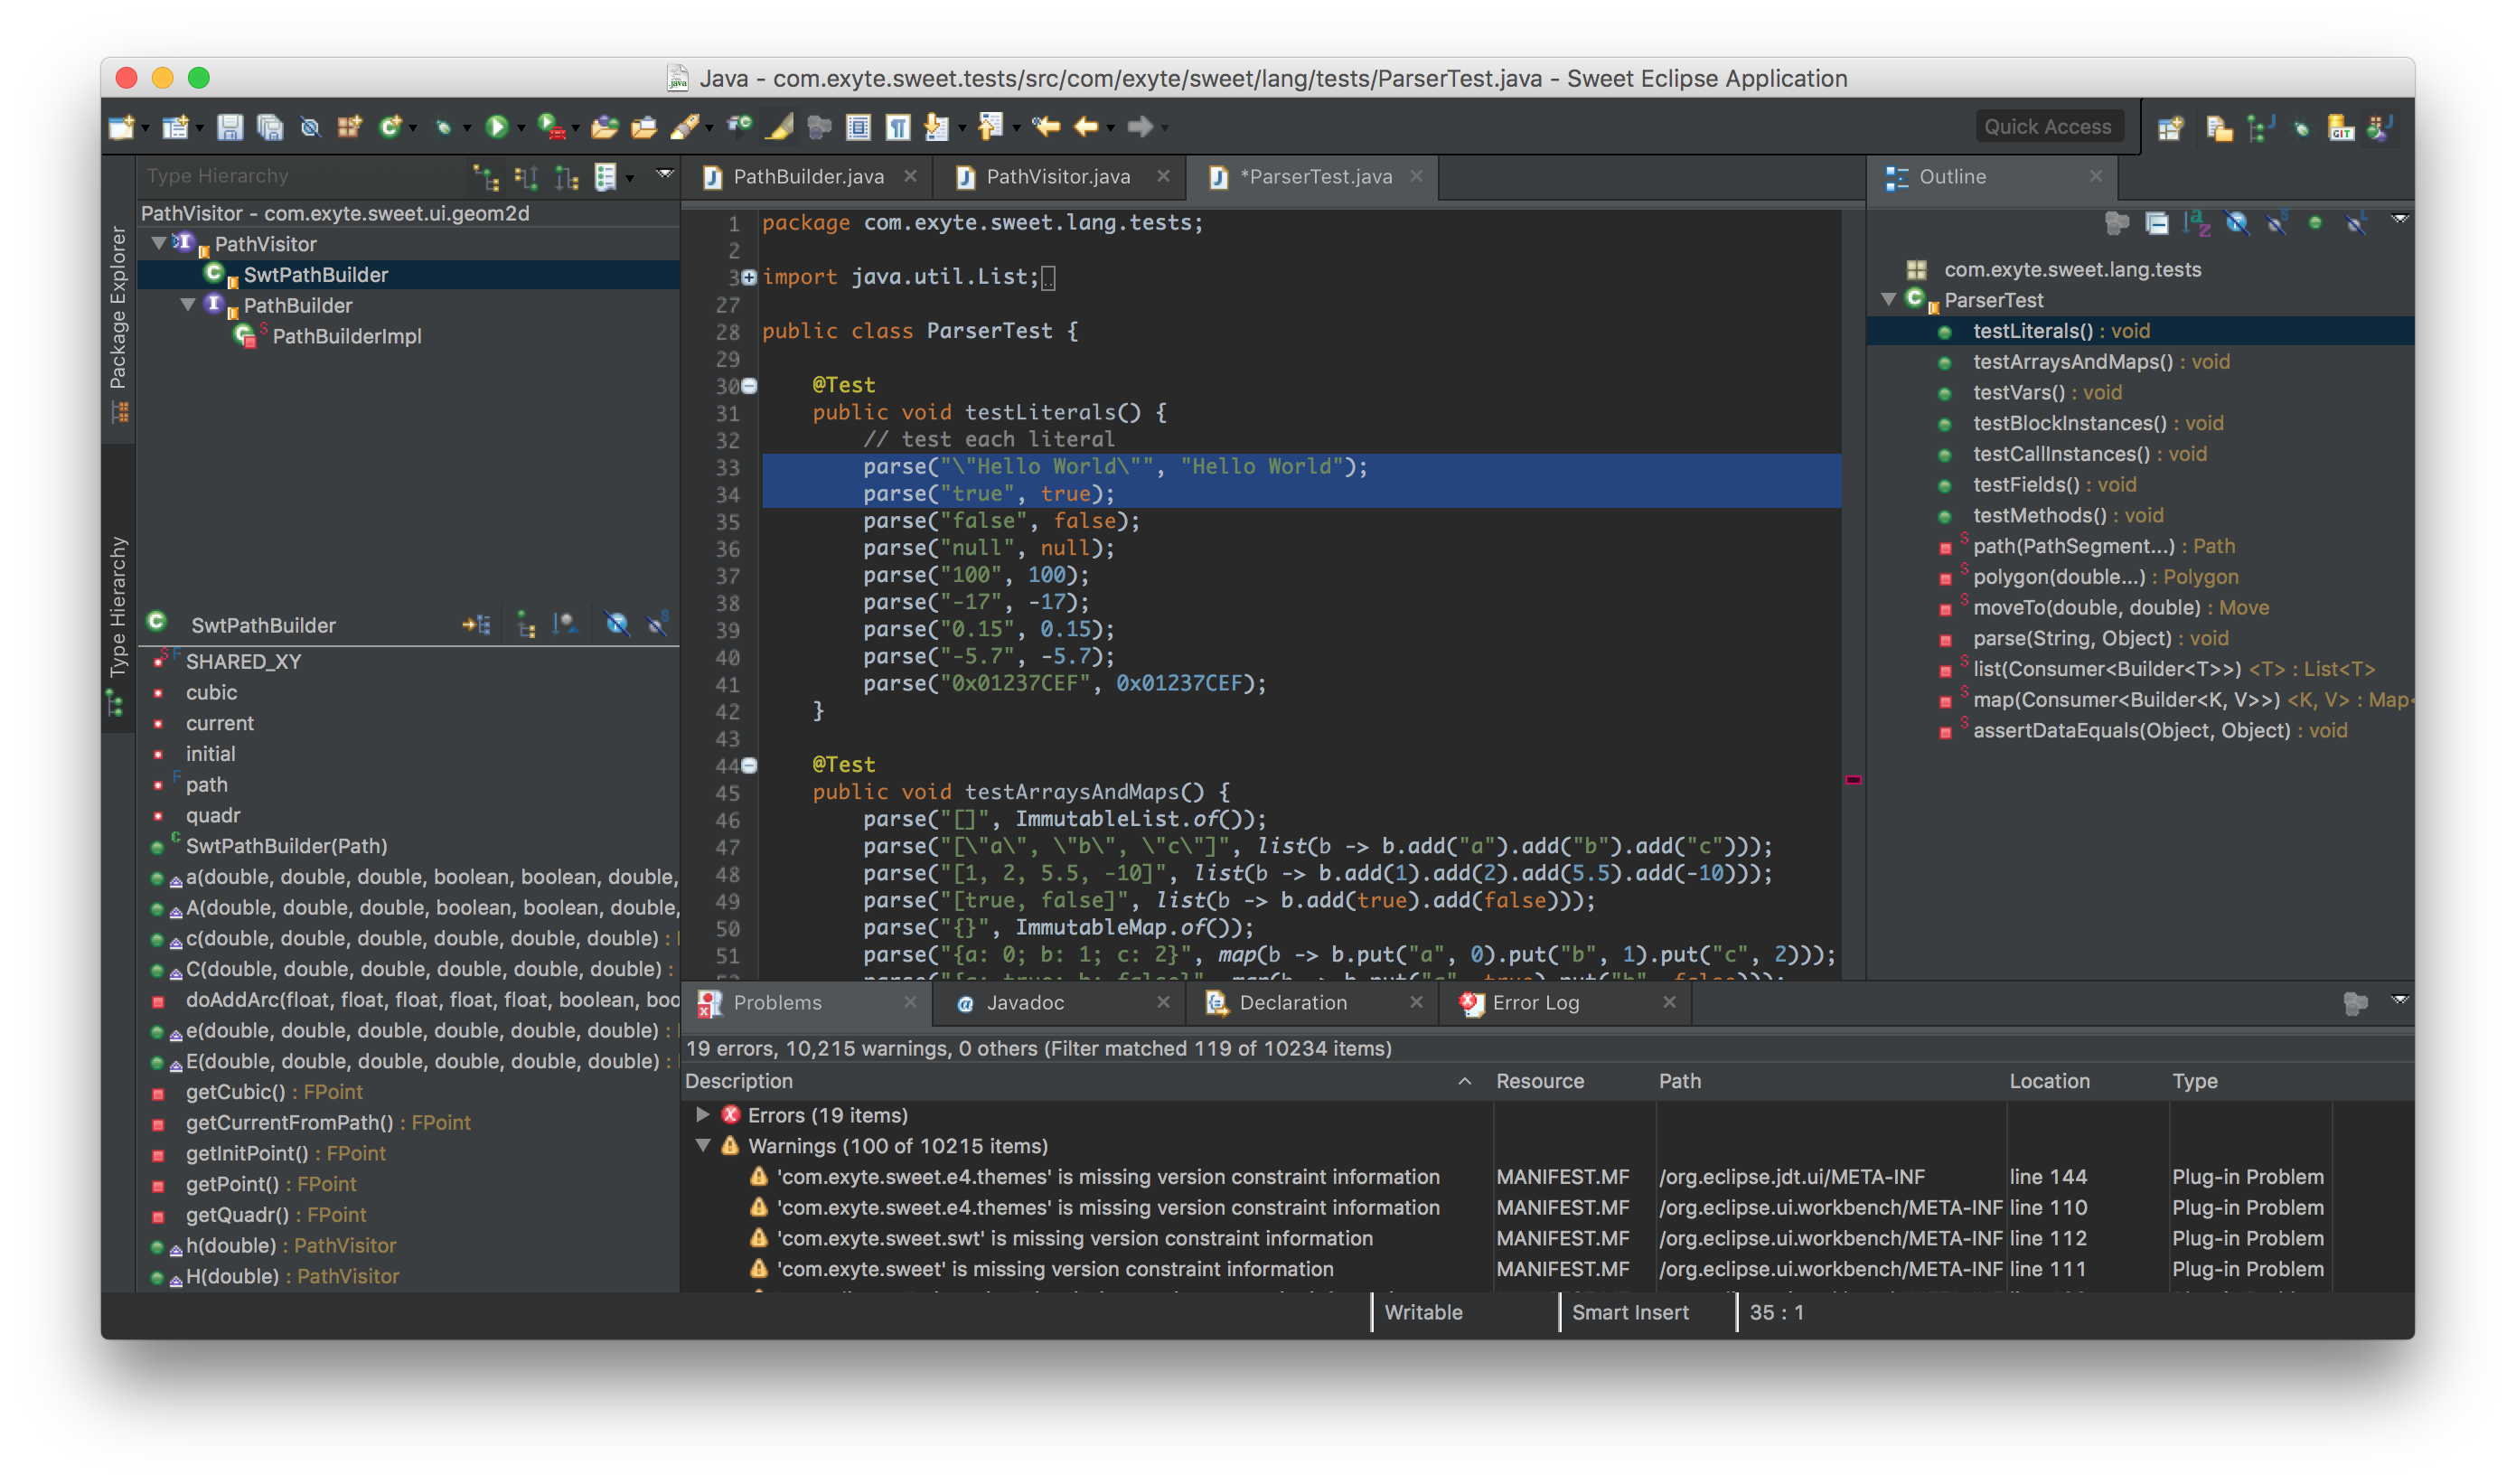 Java - com.exyte.sweet.tests/src/com/exyte/sweet/lang/tests/ParserTest.java - Sweet Eclipse Application
Quick Access
Package Explorer
Type Hierarchy
Type Hierarchy
PathVisitor - com.exyte.sweet.ui.geom2d
PathVisitor
SwtPathBuilder
PathBuilder
PathBuilderImpl
SwtPathBuilder
SHARED_XY
cubic
current
initial
path
quadr
SwtPathBuilder(Path)
a(double, double, double, boolean, boolean, double,
A(double, double, double, boolean, boolean, double,
c(double, double, double, double, double, double) :
C(double, double, double, double, double, double) :
doAddArc(float, float, float, float, float, boolean, boo
e(double, double, double, double, double, double) :
E(double, double, double, double, double, double) :
getCubic() : FPoint
getCurrentFromPath() : FPoint
getInitPoint() : FPoint
getPoint() : FPoint
getQuadr() : FPoint
h(double) : PathVisitor
H(double) : PathVisitor
PathBuilder.java
PathVisitor.java
*ParserTest.java
1 package com.exyte.sweet.lang.tests;
2
3 import java.util.List;
27
28 public class ParserTest {
29
30 @Test
31 public void testLiterals() {
32 // test each literal
33 parse("\"Hello World\"", "Hello World");
34 parse("true", true);
35 parse("false", false);
36 parse("null", null);
37 parse("100", 100);
38 parse("-17", -17);
39 parse("0.15", 0.15);
40 parse("-5.7", -5.7);
41 parse("0x01237CEF", 0x01237CEF);
42 }
43
44 @Test
45 public void testArraysAndMaps() {
46 parse("[]", ImmutableList.of());
47 parse("[\"a\", \"b\", \"c\"]", list(b -> b.add("a").add("b").add("c")));
48 parse("[1, 2, 5.5, -10]", list(b -> b.add(1).add(2).add(5.5).add(-10)));
49 parse("[true, false]", list(b -> b.add(true).add(false)));
50 parse("{}", ImmutableMap.of());
51 parse("{a: 0; b: 1; c: 2}", map(b -> b.put("a", 0).put("b", 1).put("c", 2)));
Outline
com.exyte.sweet.lang.tests
ParserTest
testLiterals() : void
testArraysAndMaps() : void
testVars() : void
testBlockInstances() : void
testCallInstances() : void
testFields() : void
testMethods() : void
path(PathSegment...) : Path
polygon(double...) : Polygon
moveTo(double, double) : Move
parse(String, Object) : void
list(Consumer<Builder<T>>) <T> : List<T>
map(Consumer<Builder<K, V>>) <K, V> : Map<
assertDataEquals(Object, Object) : void
Problems
Javadoc
Declaration
Error Log
19 errors, 10,215 warnings, 0 others (Filter matched 119 of 10234 items)
Description Resource Path Location Type
Errors (19 items)
Warnings (100 of 10215 items)
'com.exyte.sweet.e4.themes' is missing version constraint information MANIFEST.MF /org.eclipse.jdt.ui/META-INF line 144 Plug-in Problem
'com.exyte.sweet.e4.themes' is missing version constraint information MANIFEST.MF /org.eclipse.ui.workbench/META-INF line 110 Plug-in Problem
'com.exyte.sweet.swt' is missing version constraint information MANIFEST.MF /org.eclipse.ui.workbench/META-INF line 112 Plug-in Problem
'com.exyte.sweet' is missing version constraint information MANIFEST.MF /org.eclipse.ui.workbench/META-INF line 111 Plug-in Problem
Writable
Smart Insert
35 : 1